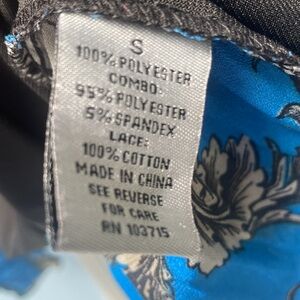 S
100% POLYESTER
COMBO:
95% POLYESTER
5% SPANDEX
LACE:
100% COTTON
MADE IN CHINA
SEE REVERSE
FOR CARE
RN 103715